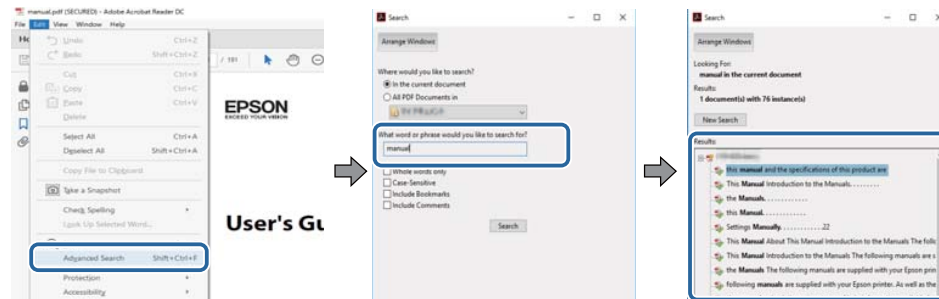 manual.pdf (SECURED) - Adobe Acrobat Reader DC
File Edit View Window Help
Undo Ctrl+Z
Redo Shift+Ctrl+Z
Cut Ctrl+X
Copy Ctrl+C
Paste Ctrl+V
Delete
Select All Ctrl+A
Deselect All Shift+Ctrl+A
Copy File to Clipboard
Take a Snapshot
Check Spelling
Look Up Selected Word...
Advanced Search Shift+Ctrl+F
Protection
Accessibility
/ 191
EPSON
EXCEED YOUR VISION
User's Gu
Search
Arrange Windows
Where would you like to search?
In the current document
All PDF Documents in
What word or phrase would you like to search for?
manual
Whole words only
Case-Sensitive
Include Bookmarks
Include Comments
Search
Search
Arrange Windows
Looking For:
manual in the current document
Results:
1 document(s) with 76 instance(s)
New Search
Results:
this manual and the specifications of this product are
This Manual Introduction to the Manuals. . . . . . . . .
the Manuals. . . . . . . . . . . . .
this Manual. . . . . . . . . . . . .
Settings Manually. . . . . . . . . . . . 22
This Manual About This Manual Introduction to the Manuals The follo
This Manual Introduction to the Manuals The following manuals are s
the Manuals The following manuals are supplied with your Epson prin
following manuals are supplied with your Epson printer. As well as the